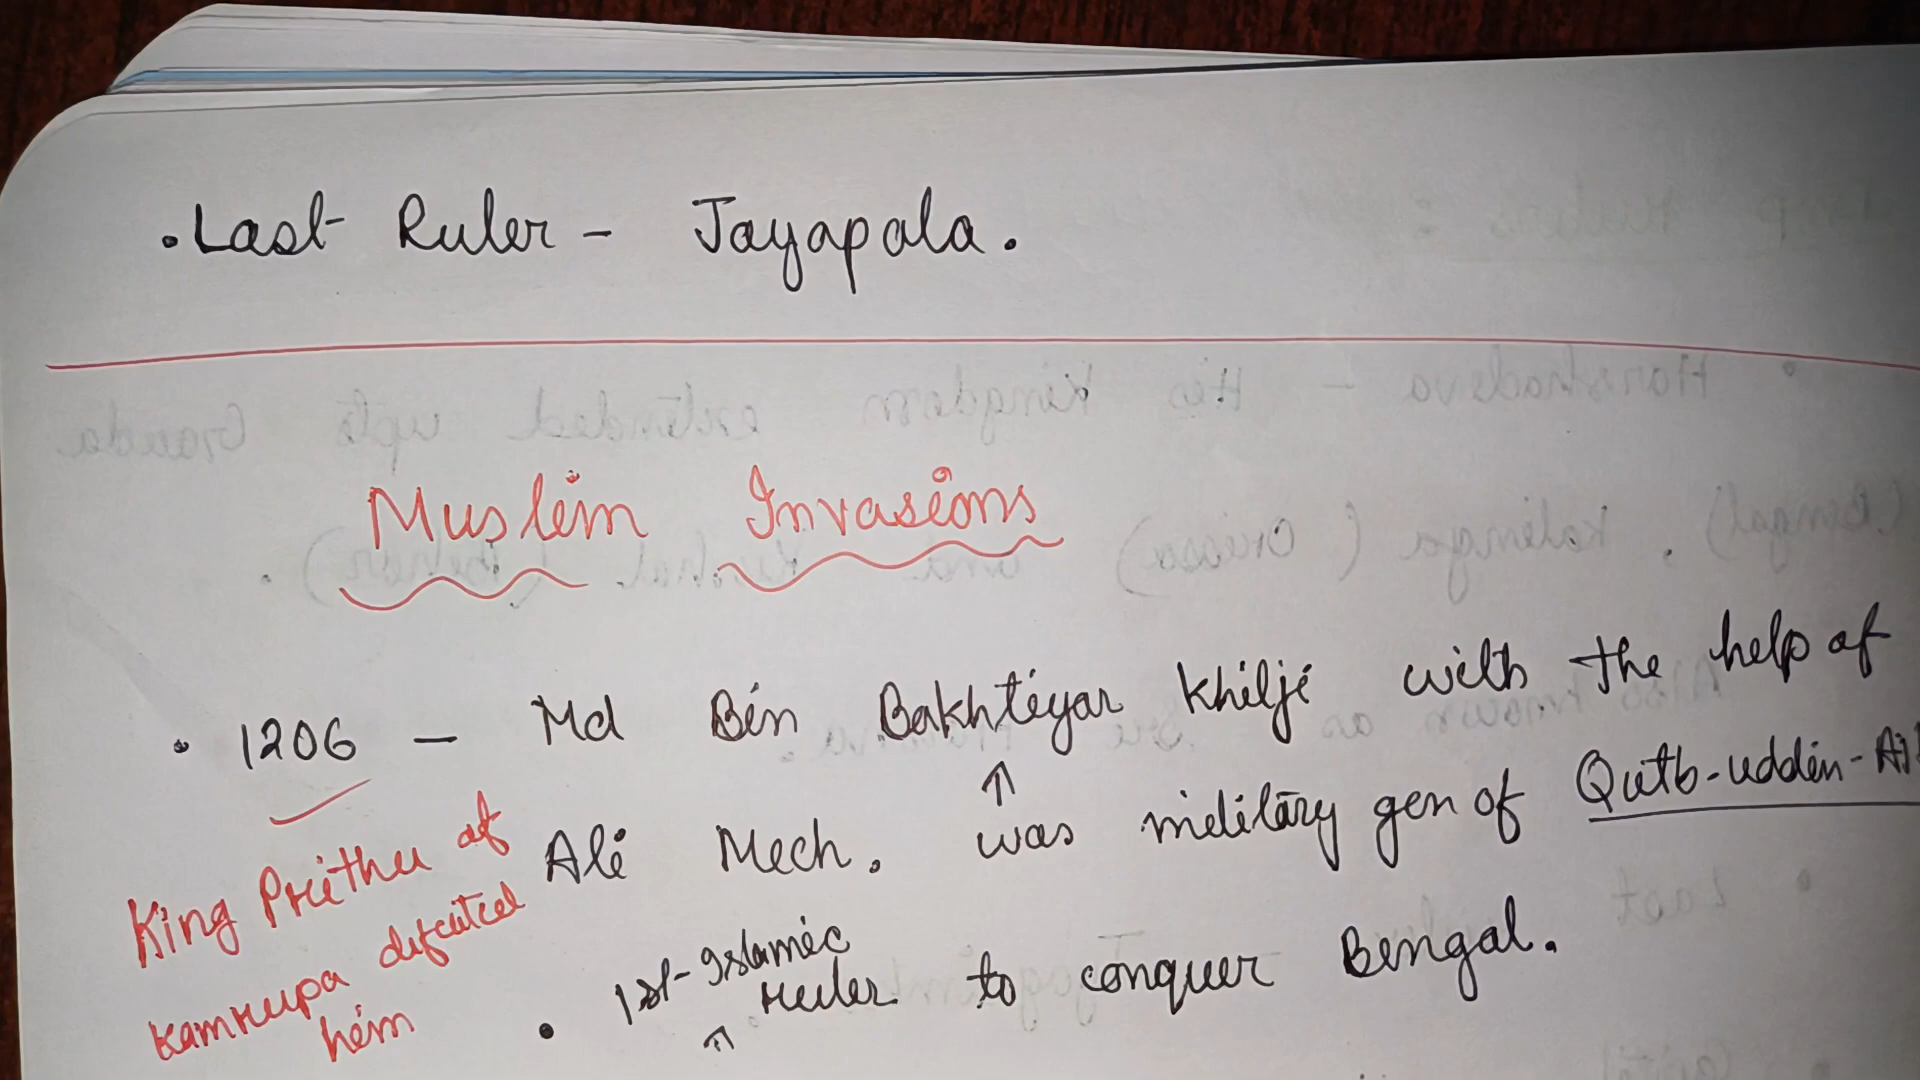 . Last Ruler - Jayapala.
Muslim Invasions
• 1206 - Md Bin Bakhtiyar Khilji with the help of
Ali Mech. ↑ was military gen of Qutb-uddin-
King Prithu of
Kamrupa defeated
him
• 1st-Islamic
ruler to conquer Bengal.